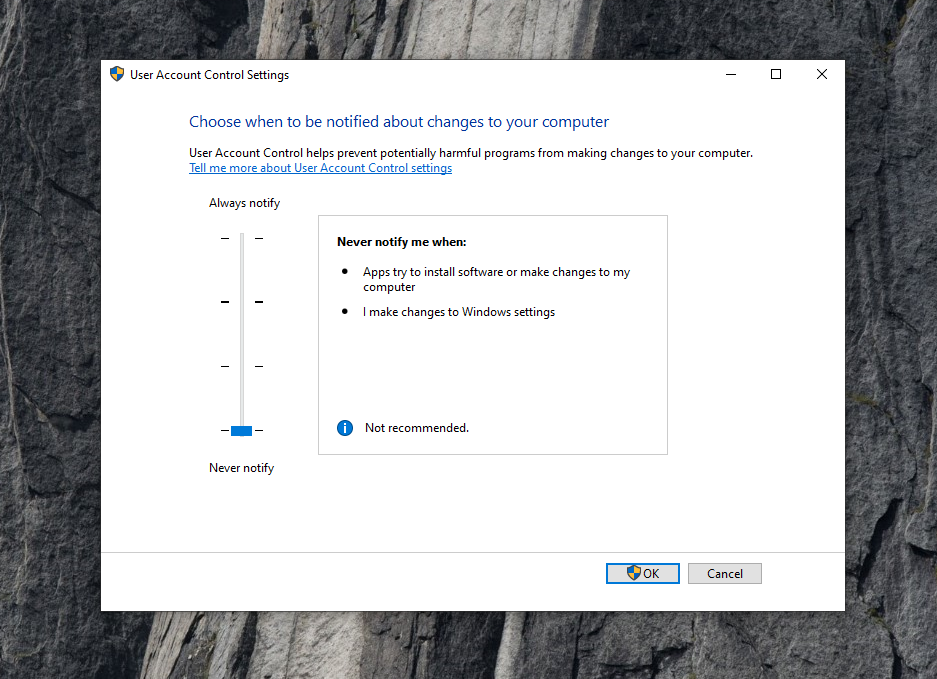 User Account Control Settings
Choose when to be notified about changes to your computer
User Account Control helps prevent potentially harmful programs from making changes to your computer.
Tell me more about User Account Control settings
Always notify
Never notify me when:
Apps try to install software or make changes to my
computer
I make changes to Windows settings
Not recommended.
Never notify
OK
Cancel